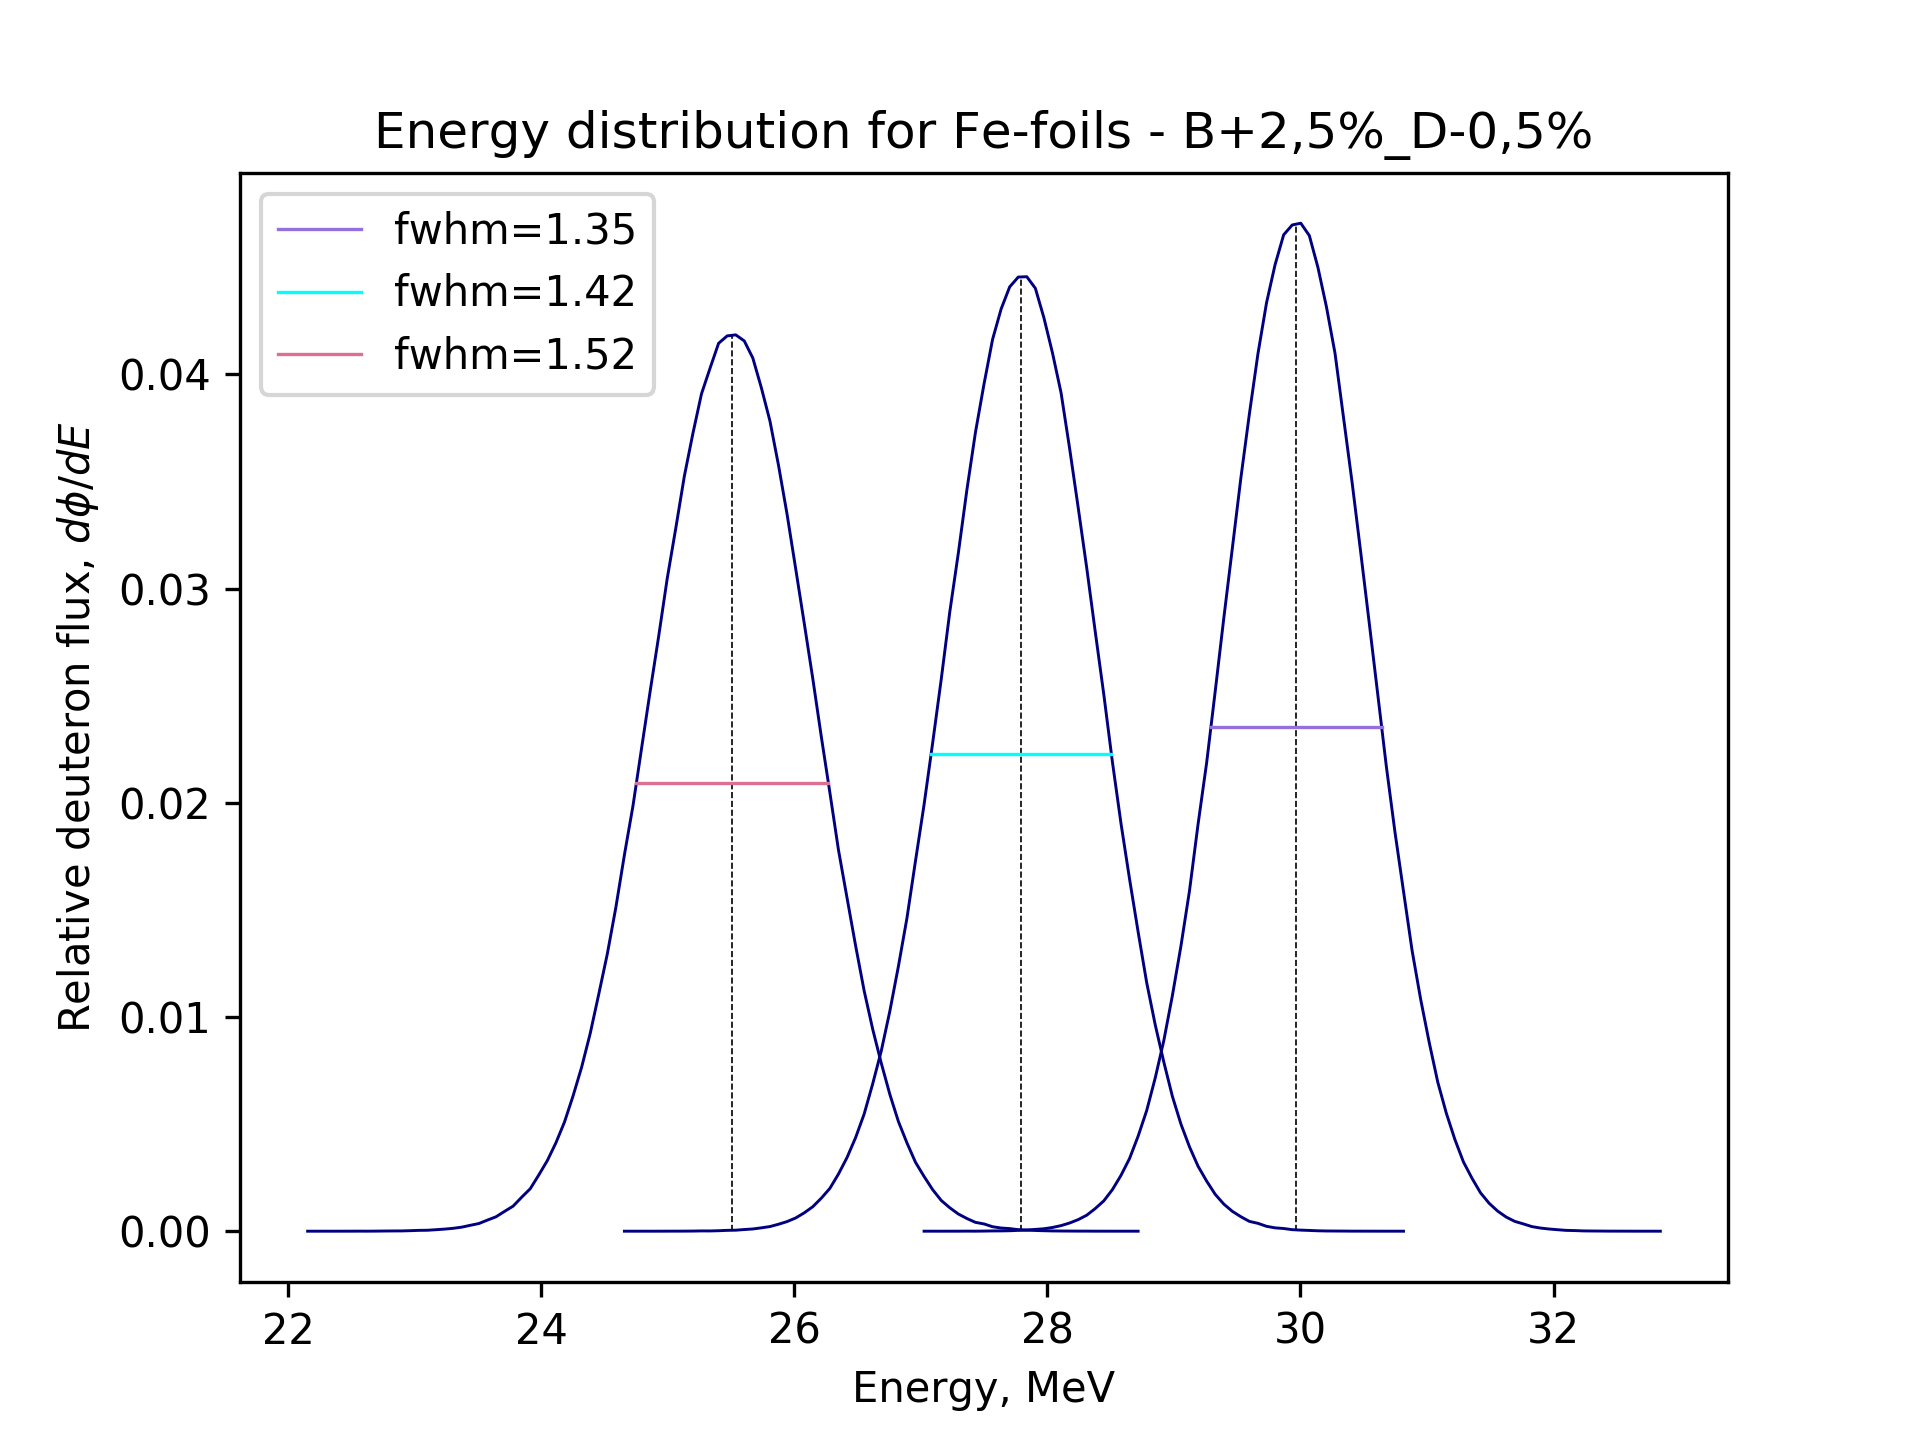 Energy distribution for Fe-foils - B+2,5%_D-0,5%
fwhm=1.35
fwhm=1.42
fwhm=1.52
Relative deuteron flux, dϕ/dE
0.04
0.03
0.02
0.01
0.00
22 24 26 28 30 32
Energy, MeV